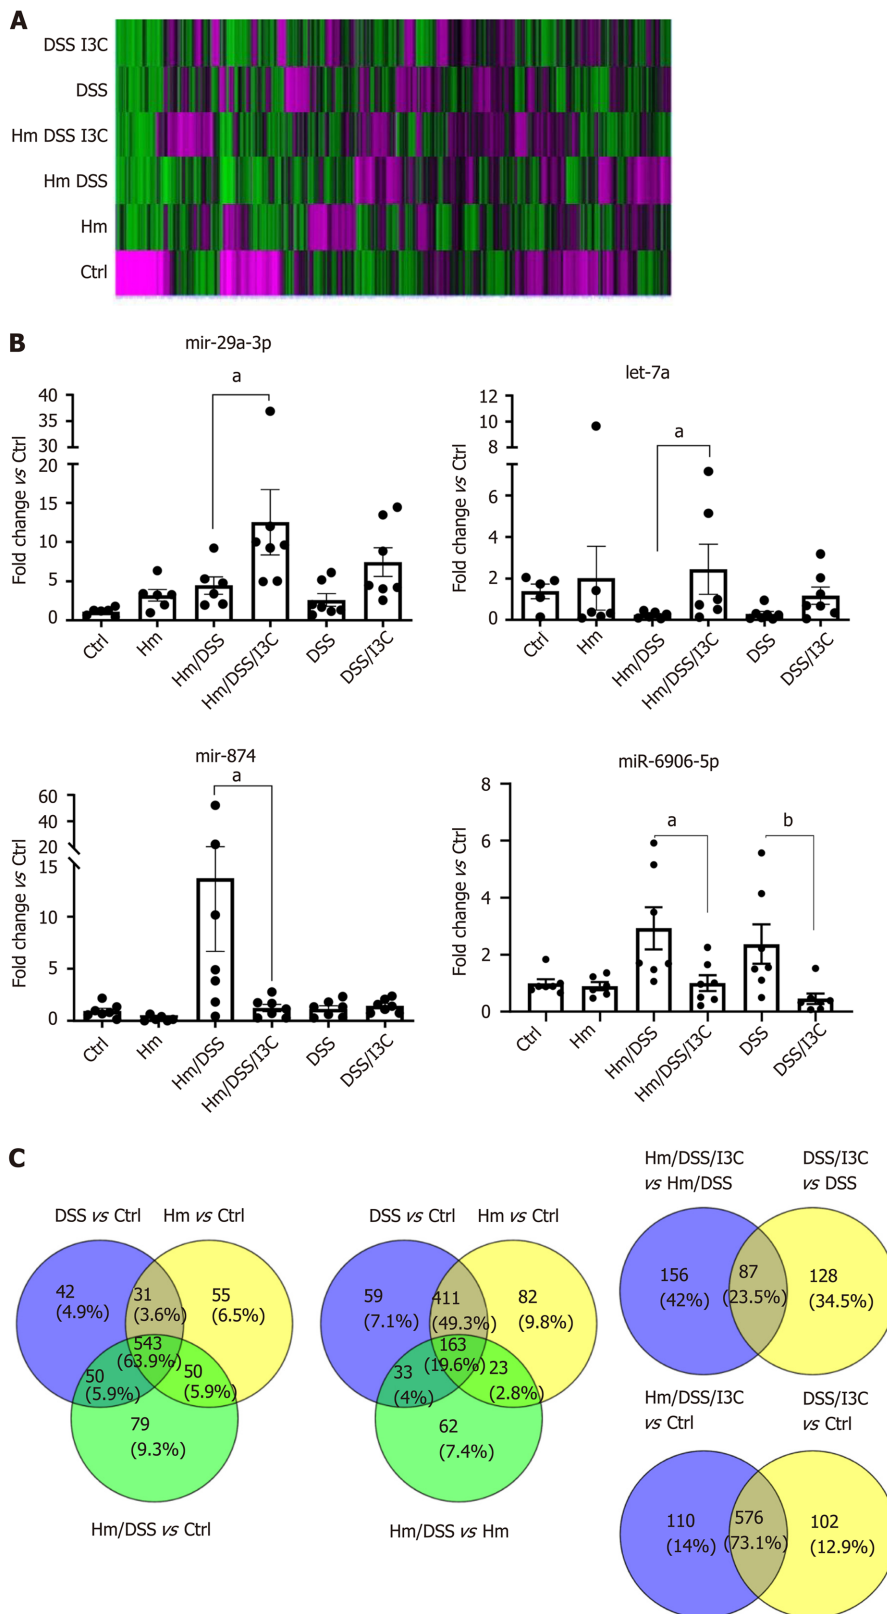 A
DSS I3C
DSS
Hm DSS I3C
Hm DSS
Hm
Ctrl
B
mir-29a-3p
a
Fold change vs Ctrl
40
35
30
20
15
10
5
0
Ctrl
Hm
Hm/DSS
Hm/DSS/I3C
DSS
DSS/I3C
let-7a
a
Fold change vs Ctrl
12
10
8
6
4
2
0
Ctrl
Hm
Hm/DSS
Hm/DSS/I3C
DSS
DSS/I3C
mir-874
a
Fold change vs Ctrl
60
40
20
15
10
5
0
Ctrl
Hm
Hm/DSS
Hm/DSS/I3C
DSS
DSS/I3C
miR-6906-5p
a
b
Fold change vs Ctrl
8
6
4
2
0
Ctrl
Hm
Hm/DSS
Hm/DSS/I3C
DSS
DSS/I3C
C
DSS vs Ctrl
Hm vs Ctrl
42
(4.9%)
31
(3.6%)
55
(6.5%)
543
(63.9%)
50
(5.9%)
50
(5.9%)
79
(9.3%)
Hm/DSS vs Ctrl
DSS vs Ctrl
Hm vs Ctrl
59
(7.1%)
411
(49.3%)
82
(9.8%)
163
(19.6%)
33
(4%)
23
(2.8%)
62
(7.4%)
Hm/DSS vs Hm
Hm/DSS/I3C
vs Hm/DSS
DSS/I3C
vs DSS
156
(42%)
87
(23.5%)
128
(34.5%)
Hm/DSS/I3C
vs Ctrl
DSS/I3C
vs Ctrl
110
(14%)
576
(73.1%)
102
(12.9%)